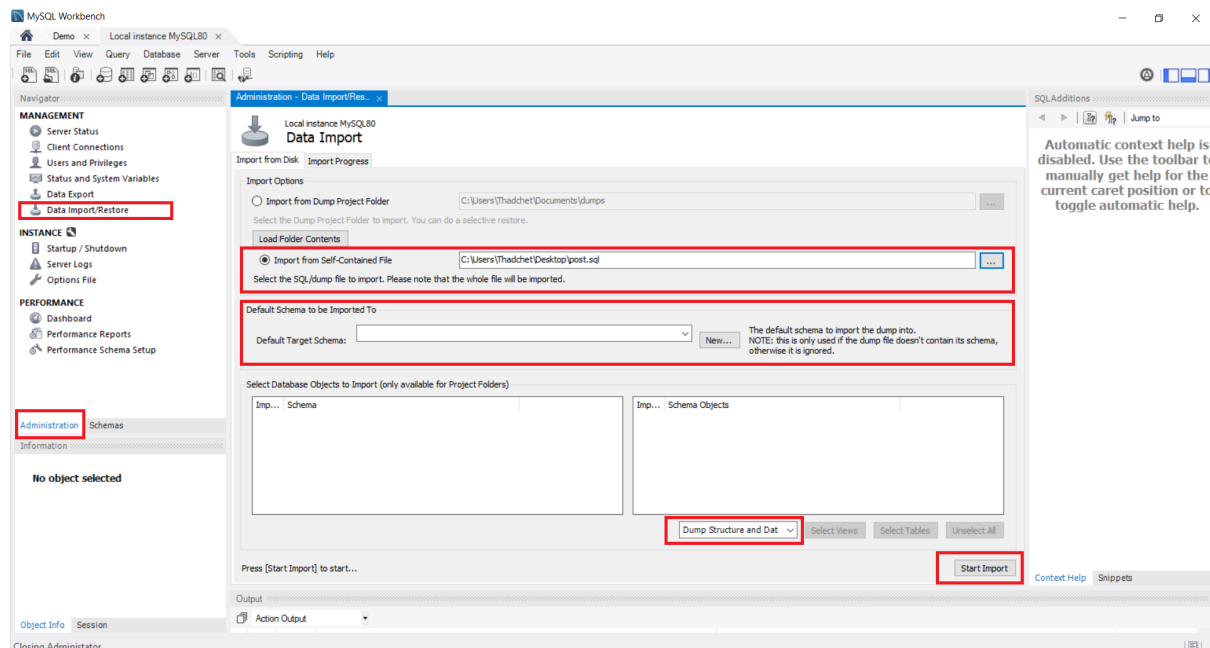 MySQL Workbench
Demo × Local instance MySQL80 ×
File Edit View Query Database Server Tools Scripting Help
Navigator
MANAGEMENT
Server Status
Client Connections
Users and Privileges
Status and System Variables
Data Export
Data Import/Restore
INSTANCE
Startup / Shutdown
Server Logs
Options File
PERFORMANCE
Dashboard
Performance Reports
Performance Schema Setup
Administration Schemas
Information
No object selected
Object Info Session
Closing Administator
Administration - Data Import/Res... ×
Local instance MySQL80
Data Import
Import from Disk Import Progress
Import Options
Import from Dump Project Folder C:\Users\Thadchet\Documents\dumps ...
Select the Dump Project Folder to import. You can do a selective restore.
Load Folder Contents
Import from Self-Contained File C:\Users\Thadchet\Desktop\post.sql ...
Select the SQL/dump file to import. Please note that the whole file will be imported.
Default Schema to be Imported To
Default Target Schema: New...
The default schema to import the dump into.
NOTE: this is only used if the dump file doesn't contain its schema,
otherwise it is ignored.
Select Database Objects to Import (only available for Project Folders)
Imp... Schema
Imp... Schema Objects
Dump Structure and Dat Select Views Select Tables Unselect All
Press [Start Import] to start... Start Import
Output
Action Output
SQLAdditions
Jump to
Automatic context help is
disabled. Use the toolbar to
manually get help for the
current caret position or to
toggle automatic help.
Context Help Snippets